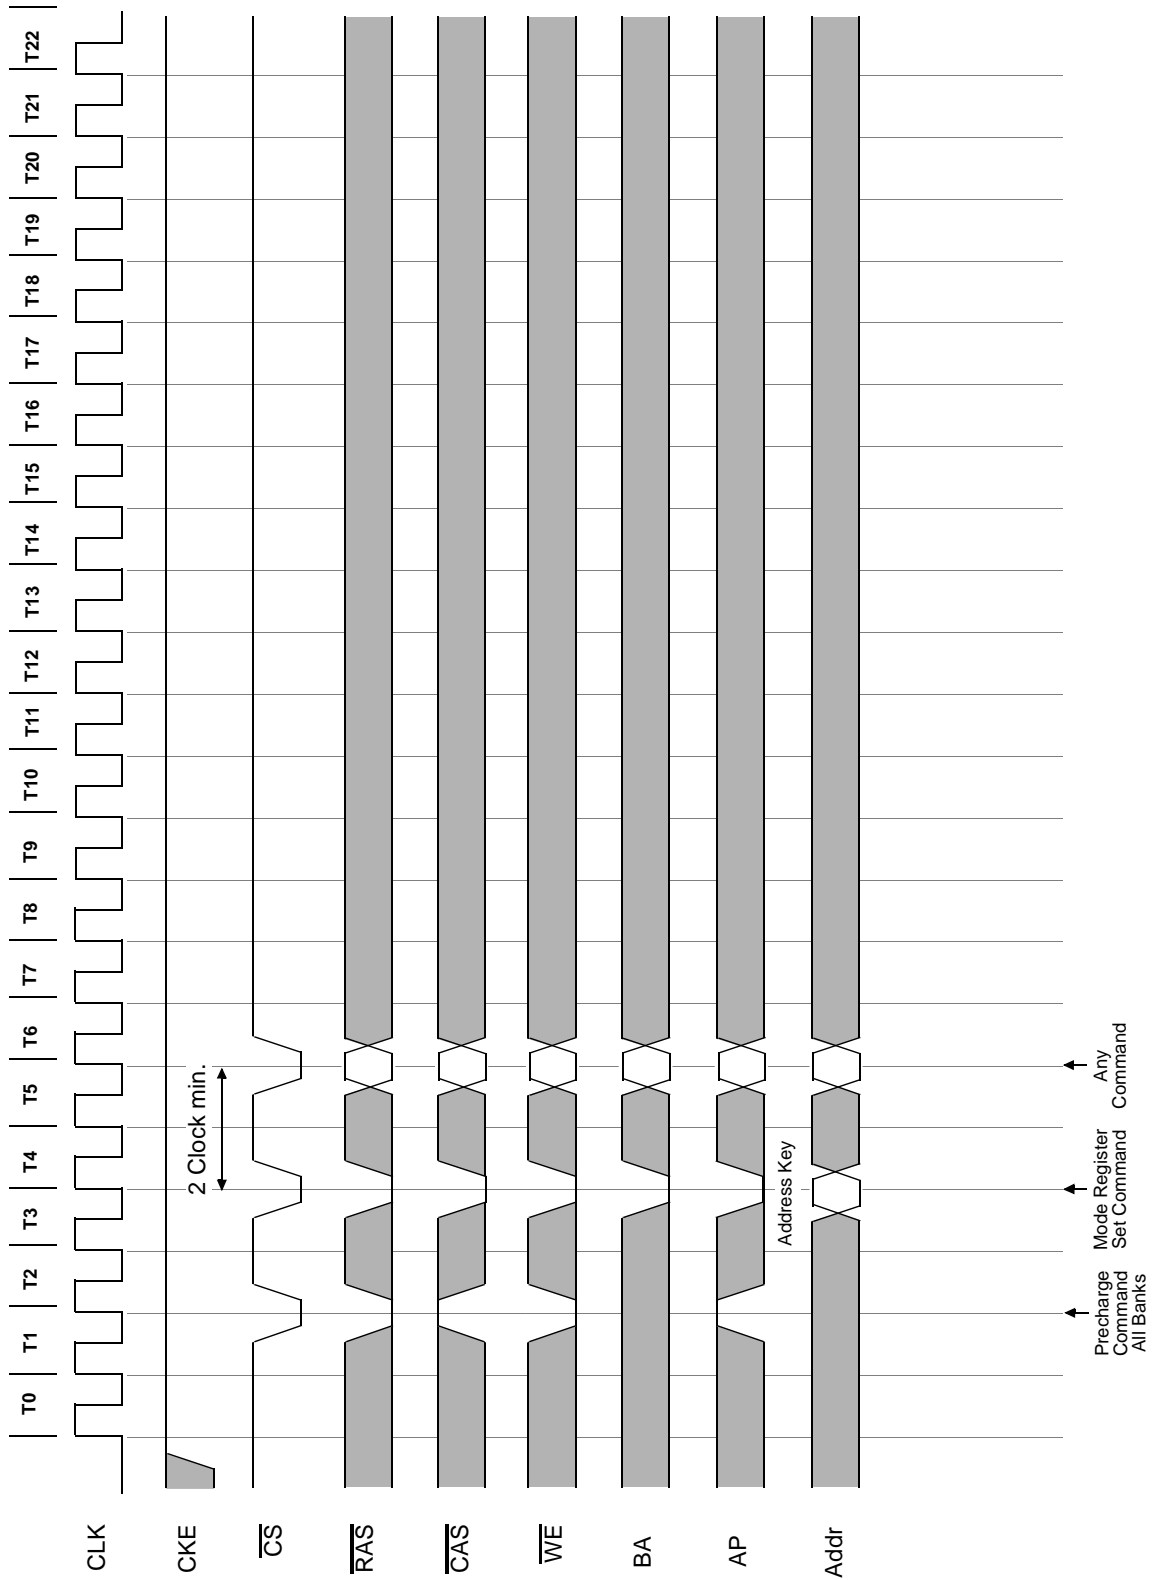 T0 T1 T2 T3 T4 T5 T6 T7 T8 T9 T10 T11 T12 T13 T14 T15 T16 T17 T18 T19 T20 T21 T22
CLK
CKE
2 Clock min.
CS
RAS
CAS
WE
BA
AP
Address Key
Addr
Precharge
Command
All Banks
Mode Register
Set Command
Any
Command